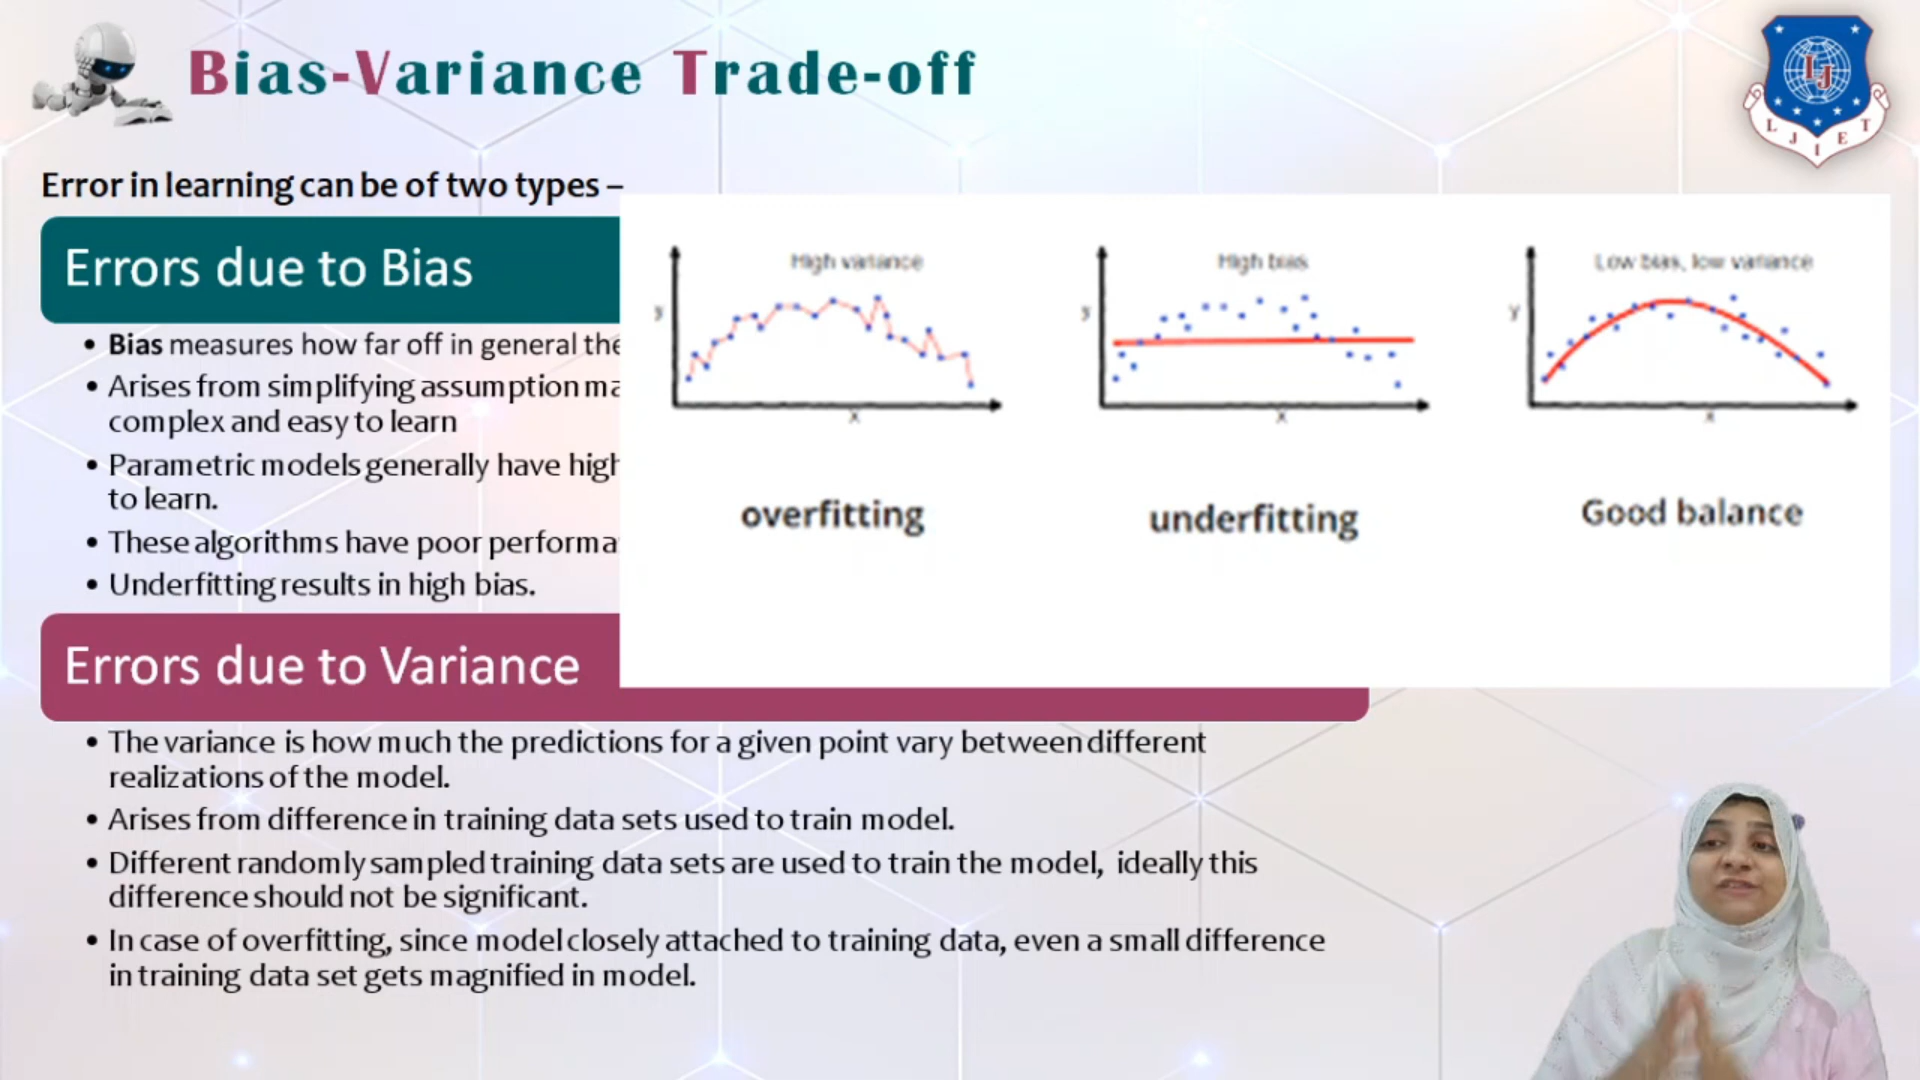 Bias-Variance Trade-off
L J I E T
LJ
Error in learning can be of two types –
Errors due to Bias
• Bias measures how far off in general the
• Arises from simplifying assumption
complex and easy to learn
• Parametric models generally have high
to learn.
• These algorithms have poor
• Underfitting results in high bias.
High variance
y
x
overfitting
High bias
y
x
underfitting
Low bias, low variance
y
x
Good balance
Errors due to Variance
• The variance is how much the predictions for a given point vary between different
realizations of the model.
• Arises from difference in training data sets used to train model.
• Different randomly sampled training data sets are used to train the model, ideally this
difference should not be significant.
• In case of overfitting, since model closely attached to training data, even a small difference
in training data set gets magnified in model.